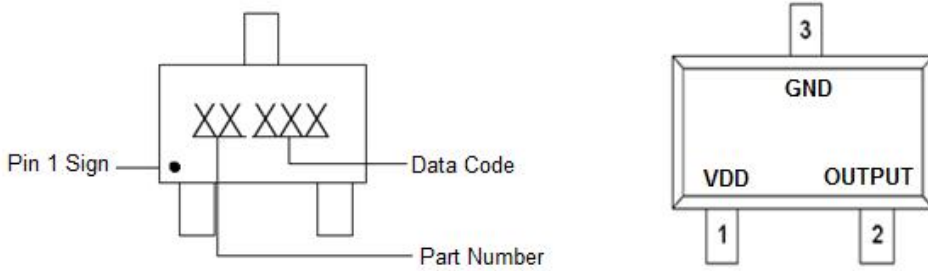 XX XXX
Pin 1 Sign
Data Code
Part Number
3
GND
VDD OUTPUT
1 2